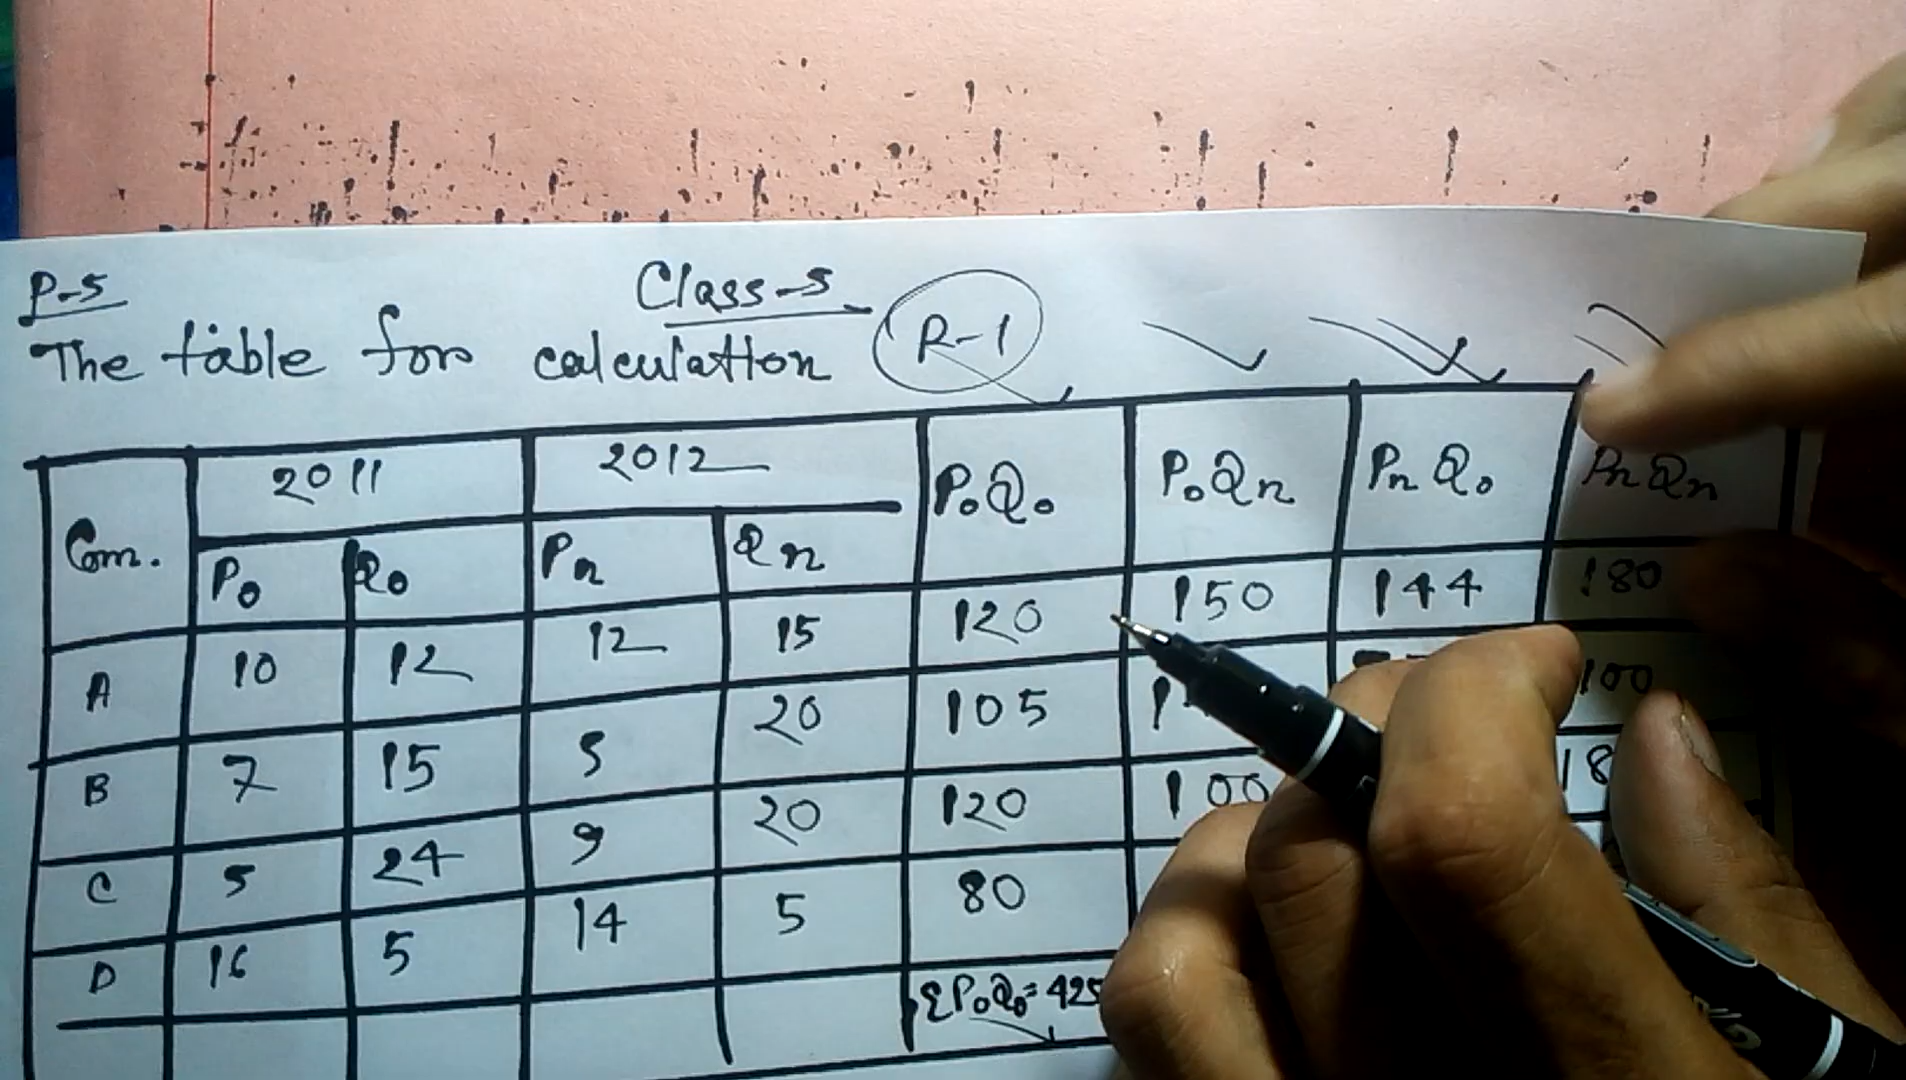 P-5
Class-5
The table for calculation R-1
Com. 2011 2012 P₀Q₀ P₀Qn PnQ₀ PnQn
P₀ Q₀ Pn Qn
A 10 12 12 15 120 150 144 180
B 7 15 5 20 105 100
C 5 24 9 20 120 100
D 16 5 14 5 80
ΣP₀Q₀=425